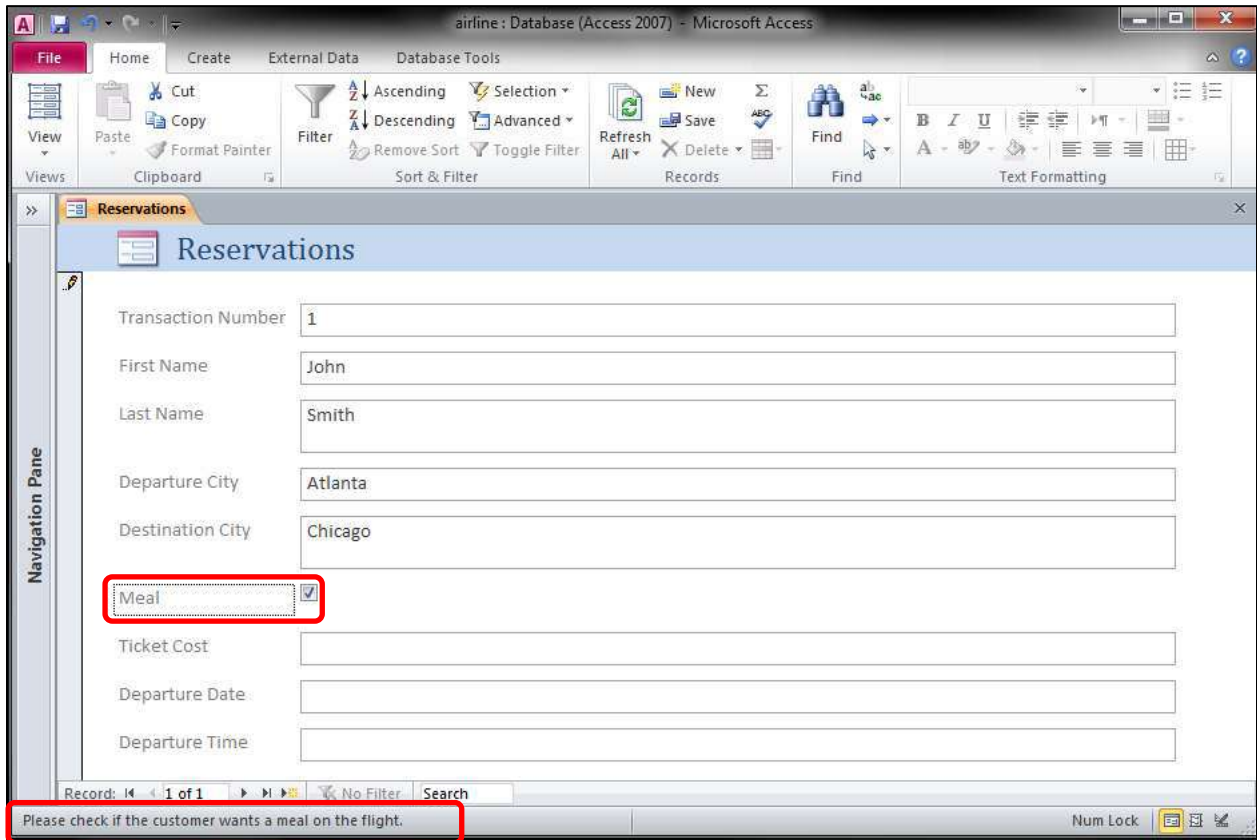 airline : Database (Access 2007) - Microsoft Access
File Home Create External Data Database Tools
View
Views
Paste
Cut
Copy
Format Painter
Clipboard
Filter
Ascending
Descending
Remove Sort
Selection
Advanced
Toggle Filter
Sort & Filter
Refresh
All
New
Save
Delete
Records
Find
Find
B I U
A
Text Formatting
Reservations
Reservations
Navigation Pane
Transaction Number 1
First Name John
Last Name Smith
Departure City Atlanta
Destination City Chicago
Meal
Ticket Cost
Departure Date
Departure Time
Record: 1 of 1 No Filter Search
Please check if the customer wants a meal on the flight. Num Lock